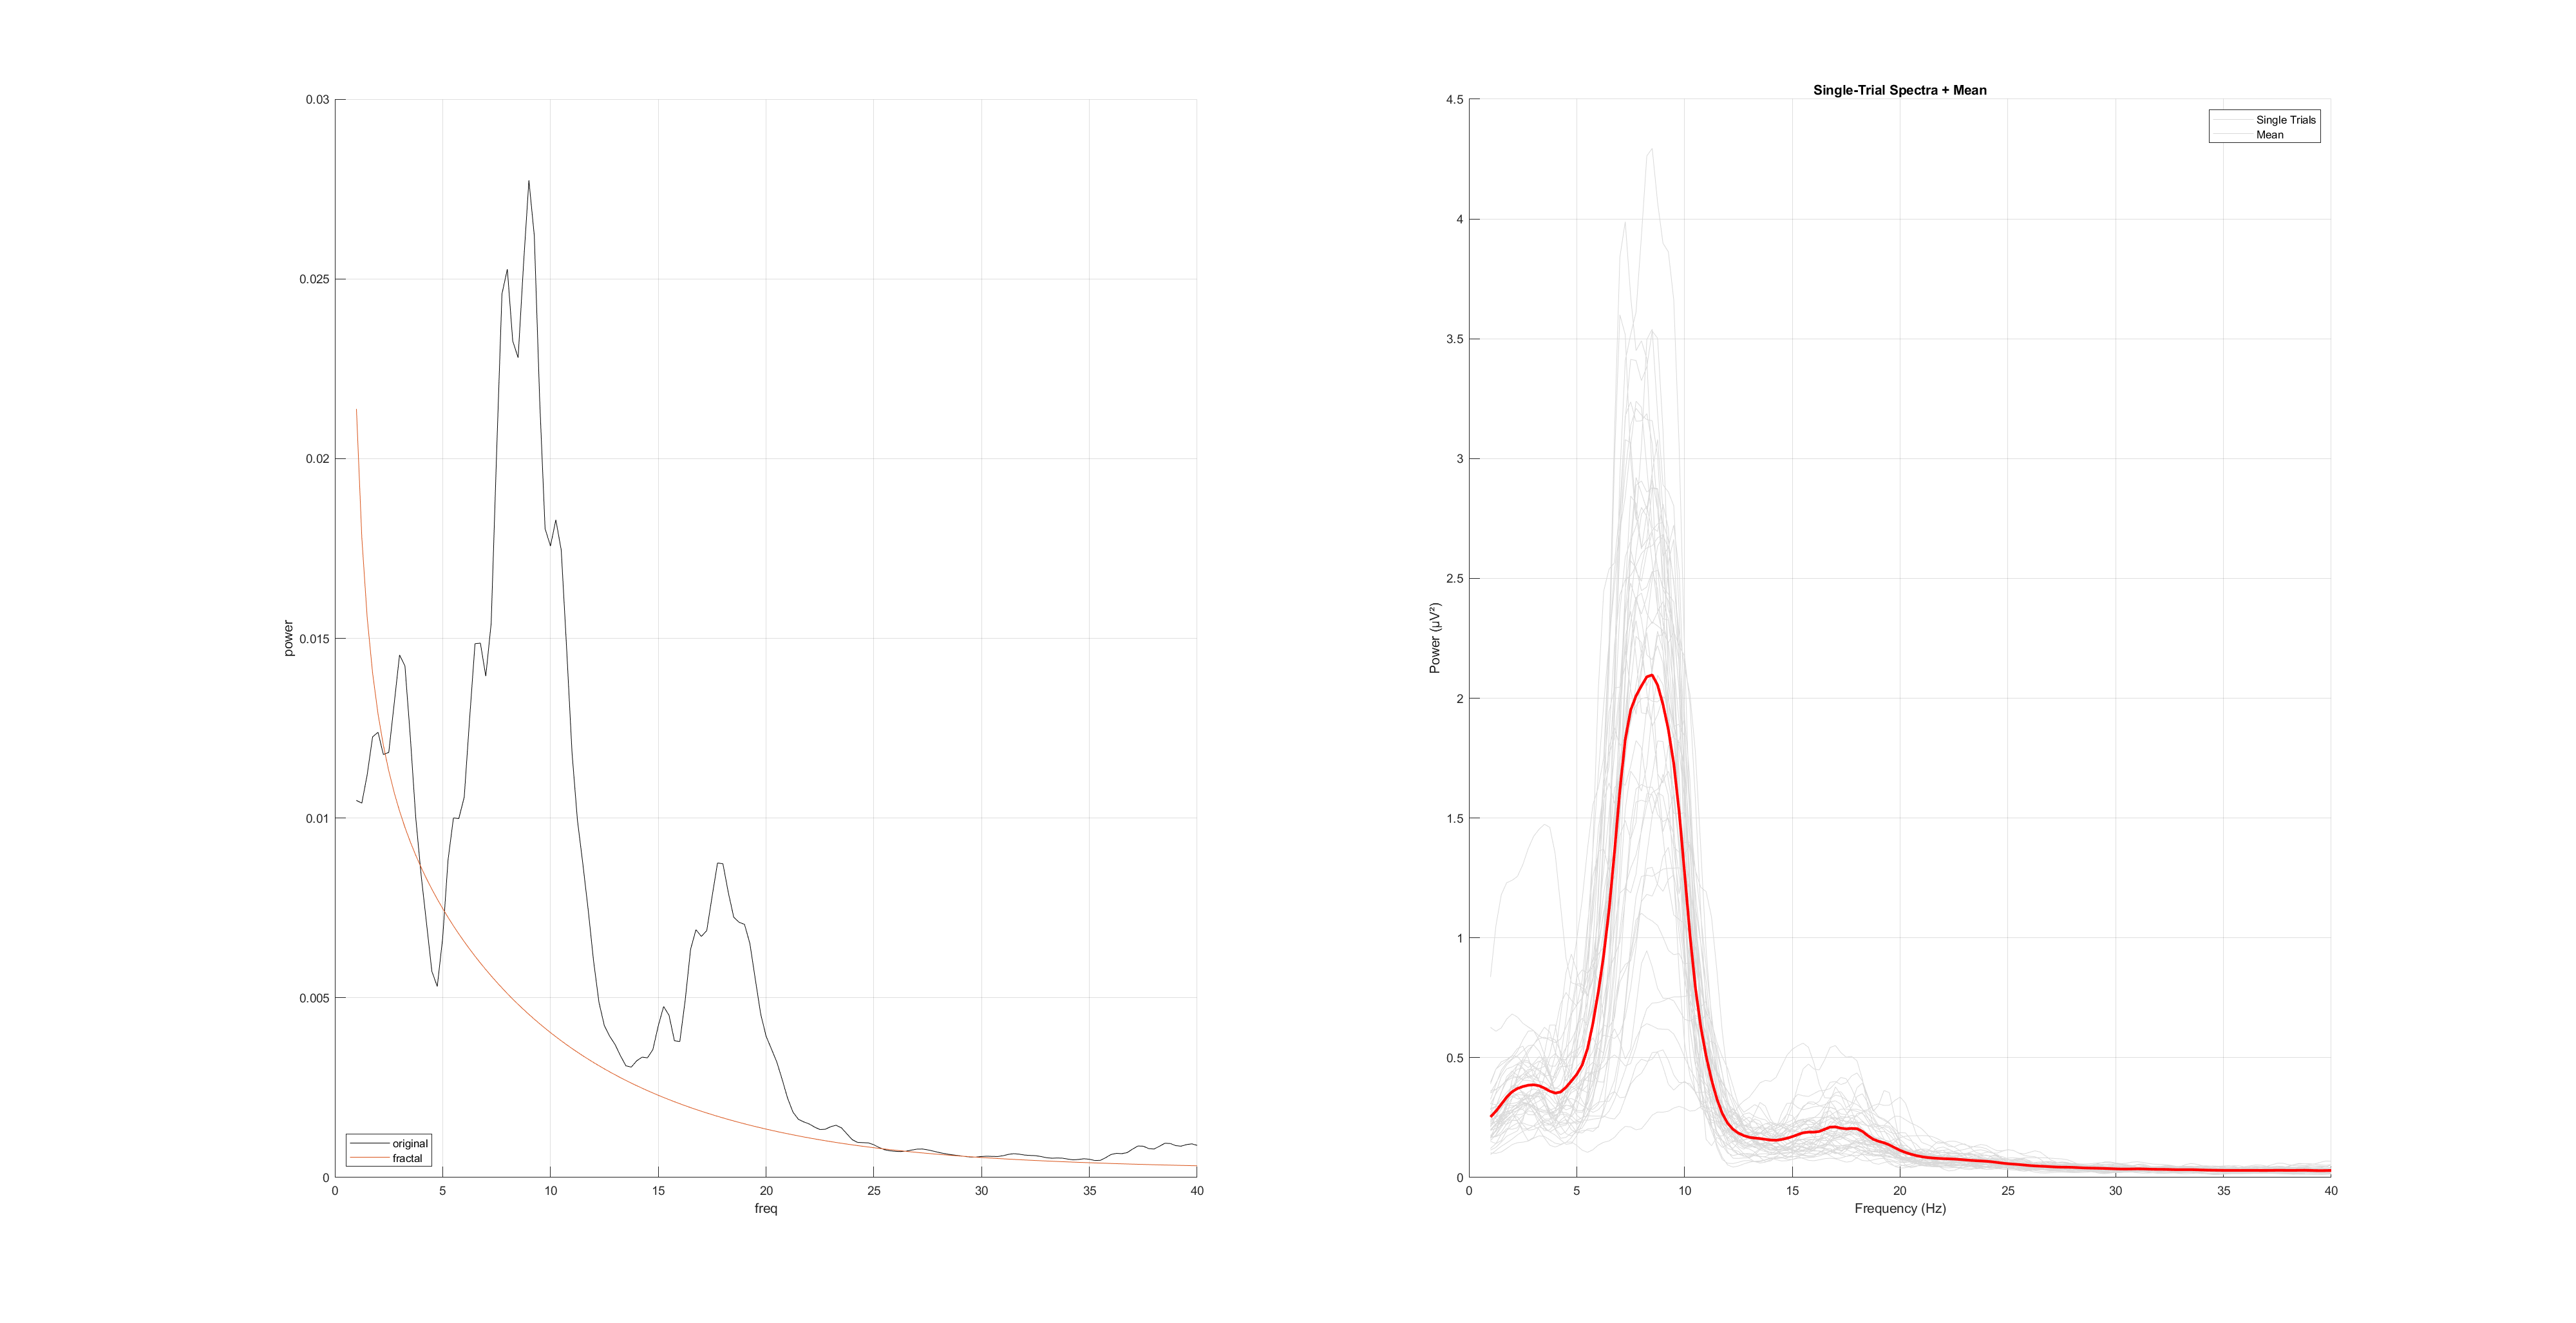 0.03
0.025
0.02
0.015
0.01
0.005
0
power
original
fractal
0 5 10 15 20 25 30 35 40
freq
Single-Trial Spectra + Mean
4.5
4
3.5
3
2.5
2
1.5
1
0.5
0
Power (µV²)
Single Trials
Mean
0 5 10 15 20 25 30 35 40
Frequency (Hz)